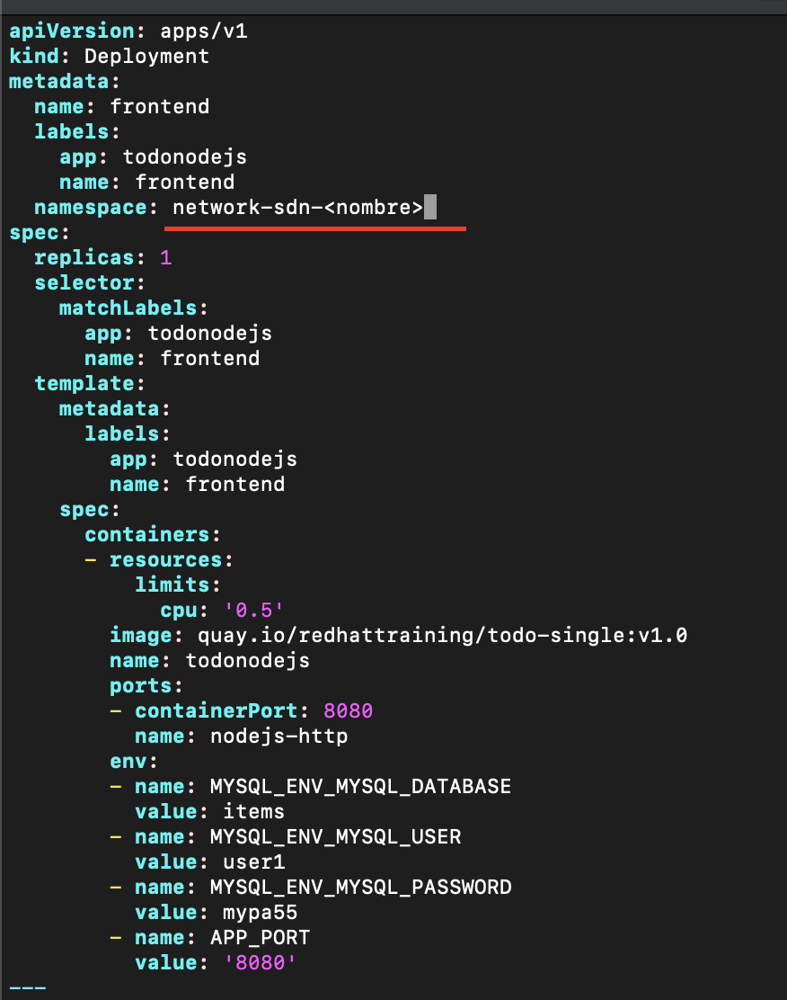 apiVersion: apps/v1
kind: Deployment
metadata:
  name: frontend
  labels:
    app: todonodejs
    name: frontend
  namespace: network-sdn-<nombre>
spec:
  replicas: 1
  selector:
    matchLabels:
      app: todonodejs
      name: frontend
  template:
    metadata:
      labels:
        app: todonodejs
        name: frontend
    spec:
      containers:
      - resources:
          limits:
            cpu: '0.5'
        image: quay.io/redhattraining/todo-single:v1.0
        name: todonodejs
        ports:
        - containerPort: 8080
          name: nodejs-http
        env:
        - name: MYSQL_ENV_MYSQL_DATABASE
          value: items
        - name: MYSQL_ENV_MYSQL_USER
          value: user1
        - name: MYSQL_ENV_MYSQL_PASSWORD
          value: mypa55
        - name: APP_PORT
          value: '8080'
---